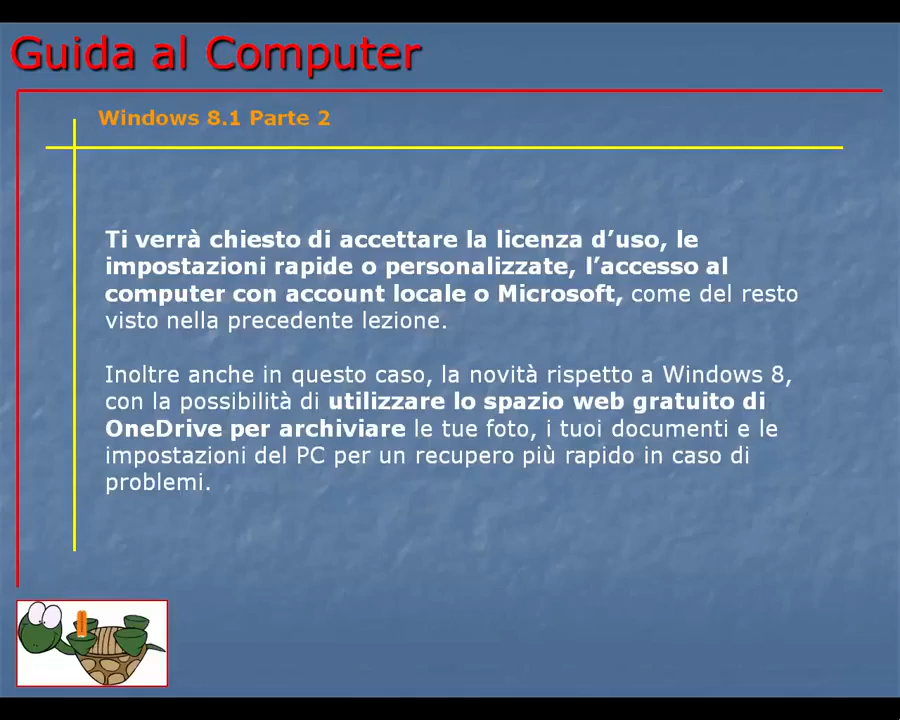 Guida al Computer
Windows 8.1 Parte 2
Ti verrà chiesto di accettare la licenza d’uso, le
impostazioni rapide o personalizzate, l’accesso al
computer con account locale o Microsoft, come del resto
visto nella precedente lezione.
Inoltre anche in questo caso, la novità rispetto a Windows 8,
con la possibilità di utilizzare lo spazio web gratuito di
OneDrive per archiviare le tue foto, i tuoi documenti e le
impostazioni del PC per un recupero più rapido in caso di
problemi.